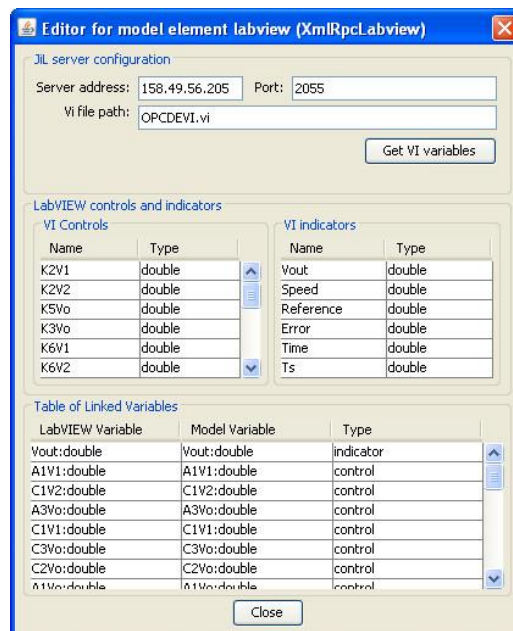 Editor for model element labview (XmlRpcLabview)
JiL server configuration
Server address: 158.49.56.205 Port: 2055
Vi file path: OPCDEVI.vi
Get VI variables
LabVIEW controls and indicators
VI Controls
Name Type
K2V1 double
K2V2 double
K5Vo double
K3Vo double
K6V1 double
K6V2 double
VI indicators
Name Type
Vout double
Speed double
Reference double
Error double
Time double
Ts double
Table of Linked Variables
LabVIEW Variable Model Variable Type
Vout:double Vout:double indicator
A1V1:double A1V1:double control
C1V2:double C1V2:double control
A3Vo:double A3Vo:double control
C1V1:double C1V1:double control
C3Vo:double C3Vo:double control
C2Vo:double C2Vo:double control
A1Vo:double A1Vo:double control
Close